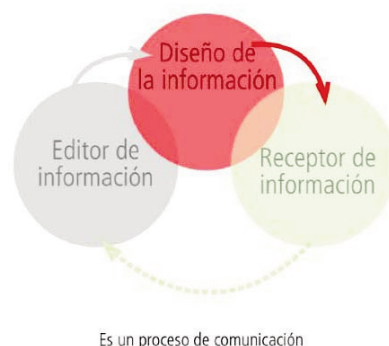 Diseño de
la información
Editor de
información
Receptor de
información
Es un proceso de comunicación